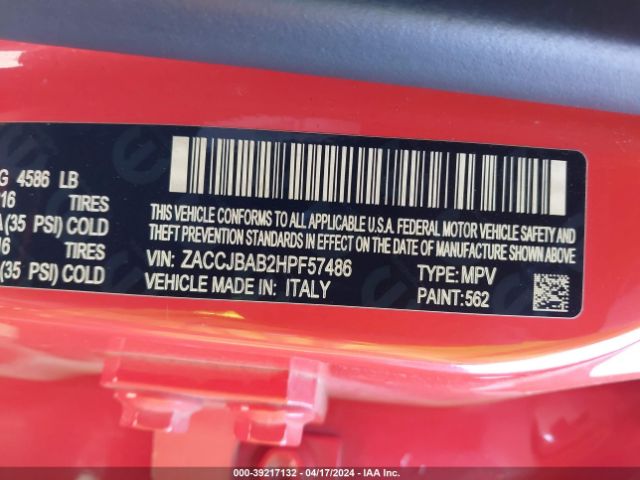 G 4586 LB
16 TIRES
(35 PSI) COLD
6 TIRES
(35 PSI) COLD
THIS VEHICLE CONFORMS TO ALL APPLICABLE U.S.A. FEDERAL MOTOR VEHICLE SAFETY AND
THEFT PREVENTION STANDARDS IN EFFECT ON THE DATE OF MANUFACTURE SHOWN ABOVE
VIN: ZACCJBAB2HPF57486 TYPE: MPV
VEHICLE MADE IN ITALY PAINT: 562
000-39217132 - 04/17/2024 - IAA Inc.